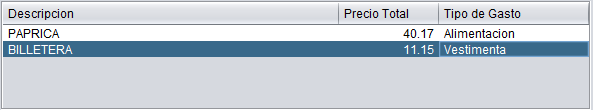 Descripcion Precio Total Tipo de Gasto
PAPRICA 40.17 Alimentacion
BILLETERA 11.15 Vestimenta